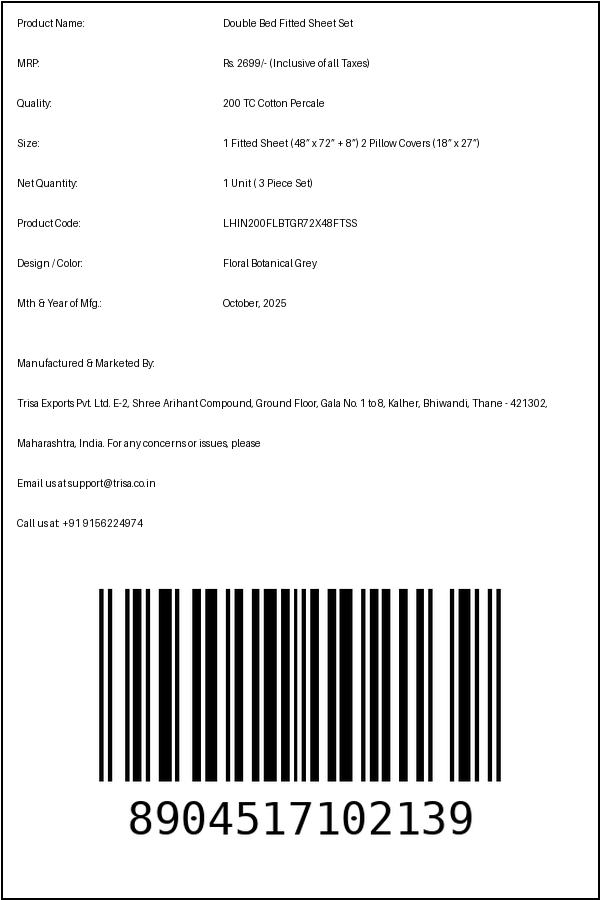 Product Name: Double Bed Fitted Sheet Set
MRP: Rs. 2699/- (Inclusive of all Taxes)
Quality: 200 TC Cotton Percale
Size: 1 Fitted Sheet (48” x 72” + 8”) 2 Pillow Covers (18” x 27”)
Net Quantity: 1 Unit ( 3 Piece Set)
Product Code: LHIN200FLBTGR72X48FTSS
Design / Color: Floral Botanical Grey
Mth & Year of Mfg.: October, 2025
Manufactured & Marketed By:
Trisa Exports Pvt. Ltd. E-2, Shree Arihant Compound, Ground Floor, Gala No. 1 to 8, Kalher, Bhiwandi, Thane - 421302,
Maharashtra, India. For any concerns or issues, please
Email us at support@trisa.co.in
Call us at: +91 9156224974
8904517102139